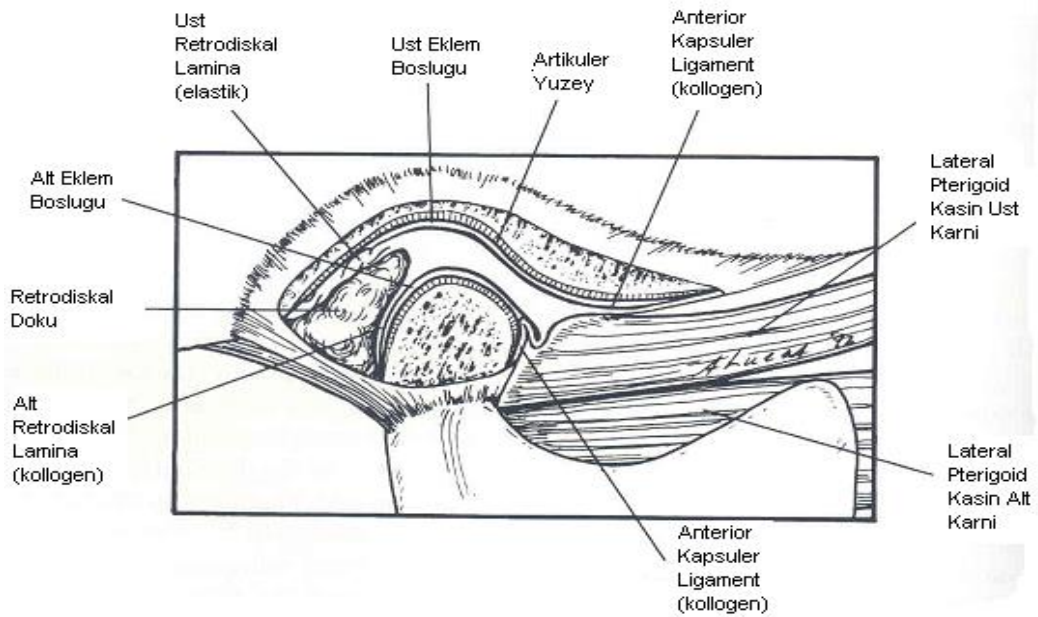 Ust
Retrodiskal
Lamina
(elastik)
Ust Eklem
Boslugu
Artikuler
Yuzey
Anterior
Kapsuler
Ligament
(kollogen)
Alt Eklem
Boslugu
Lateral
Pterigoid
Kasin Ust
Karni
Retrodiskal
Doku
Alt
Retrodiskal
Lamina
(kollogen)
Lateral
Pterigoid
Kasin Alt
Karni
Anterior
Kapsuler
Ligament
(kollogen)